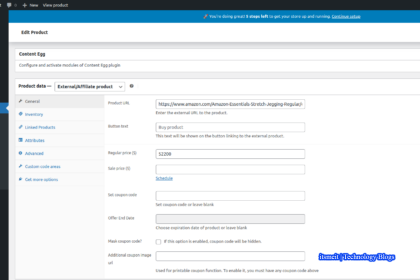 🚀 You're doing great! 5 steps left to get your store up and running. Continue setup.
Edit Product
Content Egg
Configure and activate modules of Content Egg plugin
Product data — External/Affiliate product
General
Inventory
Linked Products
Attributes
Advanced
Custom code areas
Get more options
Product URL
https://www.amazon.com/Amazon-Essentials-Stretch-Jegging-Regular/
Enter the external URL to the product.
Button text
Buy product
This text will be shown on the button linking to the external product.
Regular price ($)
52200
Sale price ($)
Schedule
Set coupon code
Set coupon code or leave blank
Offer End Date
Choose expiration date of product or leave blank
Mask coupon code?
If this option is enabled, coupon code will be hidden.
Additional coupon image url
Used for printable coupon function. To enable it, you must have any coupon code above
itsmeit Technology Blogs